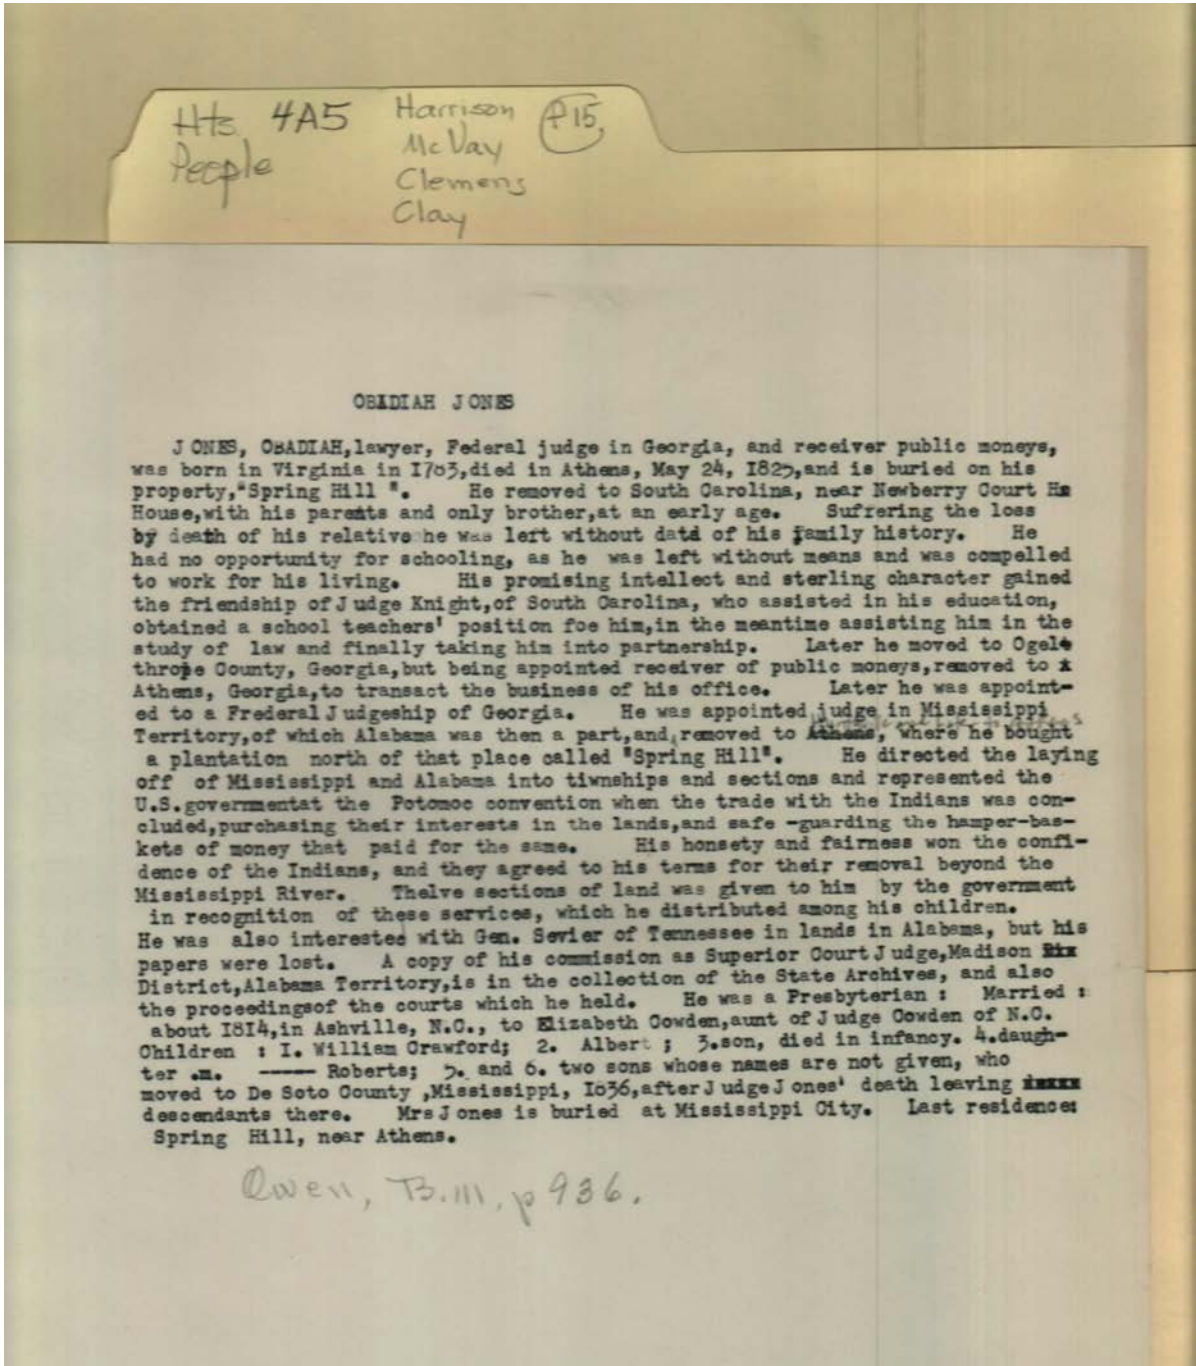 Hts 4A5
People
Harrison
McVay
Clemens
Clay
P15
OBADIAH JONES
JONES, OBADIAH,lawyer, Federal judge in Georgia, and receiver public moneys,
was born in Virginia in I763,died in Athens, May 24, I825,and is buried on his
property,"Spring Hill ". He removed to South Carolina, near Newberry Court Hs
House,with his parents and only brother,at an early age. Suffering the loss
by death of his relative he was left without data of his family history. He
had no opportunity for schooling, as he was left without means and was compelled
to work for his living. His promising intellect and sterling character gained
the friendship of Judge Knight,of South Carolina, who assisted in his education,
obtained a school teachers' position foe him,in the meantime assisting him in the
study of law and finally taking him into partnership. Later he moved to Ogel
thrope County, Georgia,but being appointed receiver of public moneys,removed to
Athens, Georgia,to transact the business of his office. Later he was appoint-
ed to a Frederal Judgeship of Georgia. He was appointed judge in Mississippi
Territory,of which Alabama was then a part,and removed to Athens, where he bought
a plantation north of that place called "Spring Hill". He directed the laying
off of Mississippi and Alabama into tiwnships and sections and represented the
U.S.governmentat the Potomoc convention when the trade with the Indians was con-
cluded,purchasing their interests in the lands,and safe -guarding the hamper-bas-
kets of money that paid for the same. His honsety and fairness won the confi-
dence of the Indians, and they agreed to his terms for their removal beyond the
Mississippi River. Thelve sections of land was given to him by the government
in recognition of these services, which he distributed among his children.
He was also interested with Gen. Sevier of Tennessee in lands in Alabama, but his
papers were lost. A copy of his commission as Superior Court Judge,Madison
District,Alabama Territory,is in the collection of the State Archives, and also
the proceedingsof the courts which he held. He was a Presbyterian : Married :
about I8I4,in Ashville, N.C., to Elizabeth Cowden,aunt of Judge Cowden of N.C.
Children : I. William Crawford; 2. Albert ; 3.son, died in infancy. 4.daugh-
ter .m. ----- Roberts; 5. and 6. two sons whose names are not given, who
moved to De Soto County ,Mississippi, I836,after Judge Jones' death leaving
descendants there. Mrs Jones is buried at Mississippi City. Last residence:
Spring Hill, near Athens.
Owen, B.III, p 936.